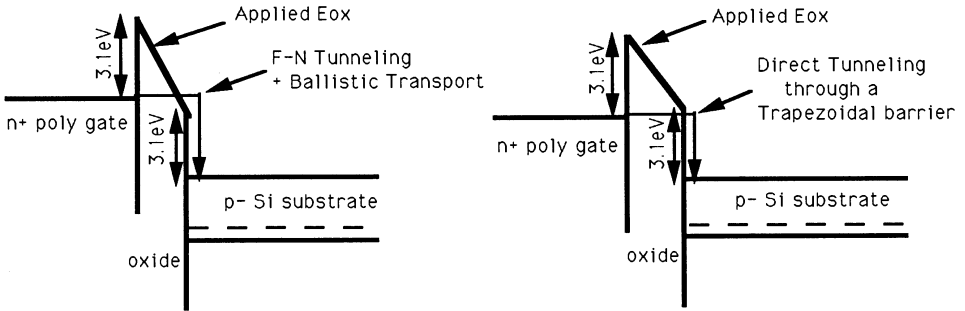 Applied Eox
3.1eV
F-N Tunneling
+ Ballistic Transport
n+ poly gate
3.1eV
p- Si substrate
oxide
Applied Eox
3.1eV
Direct Tunneling
through a
Trapezoidal barrier
n+ poly gate
3.1eV
p- Si substrate
oxide